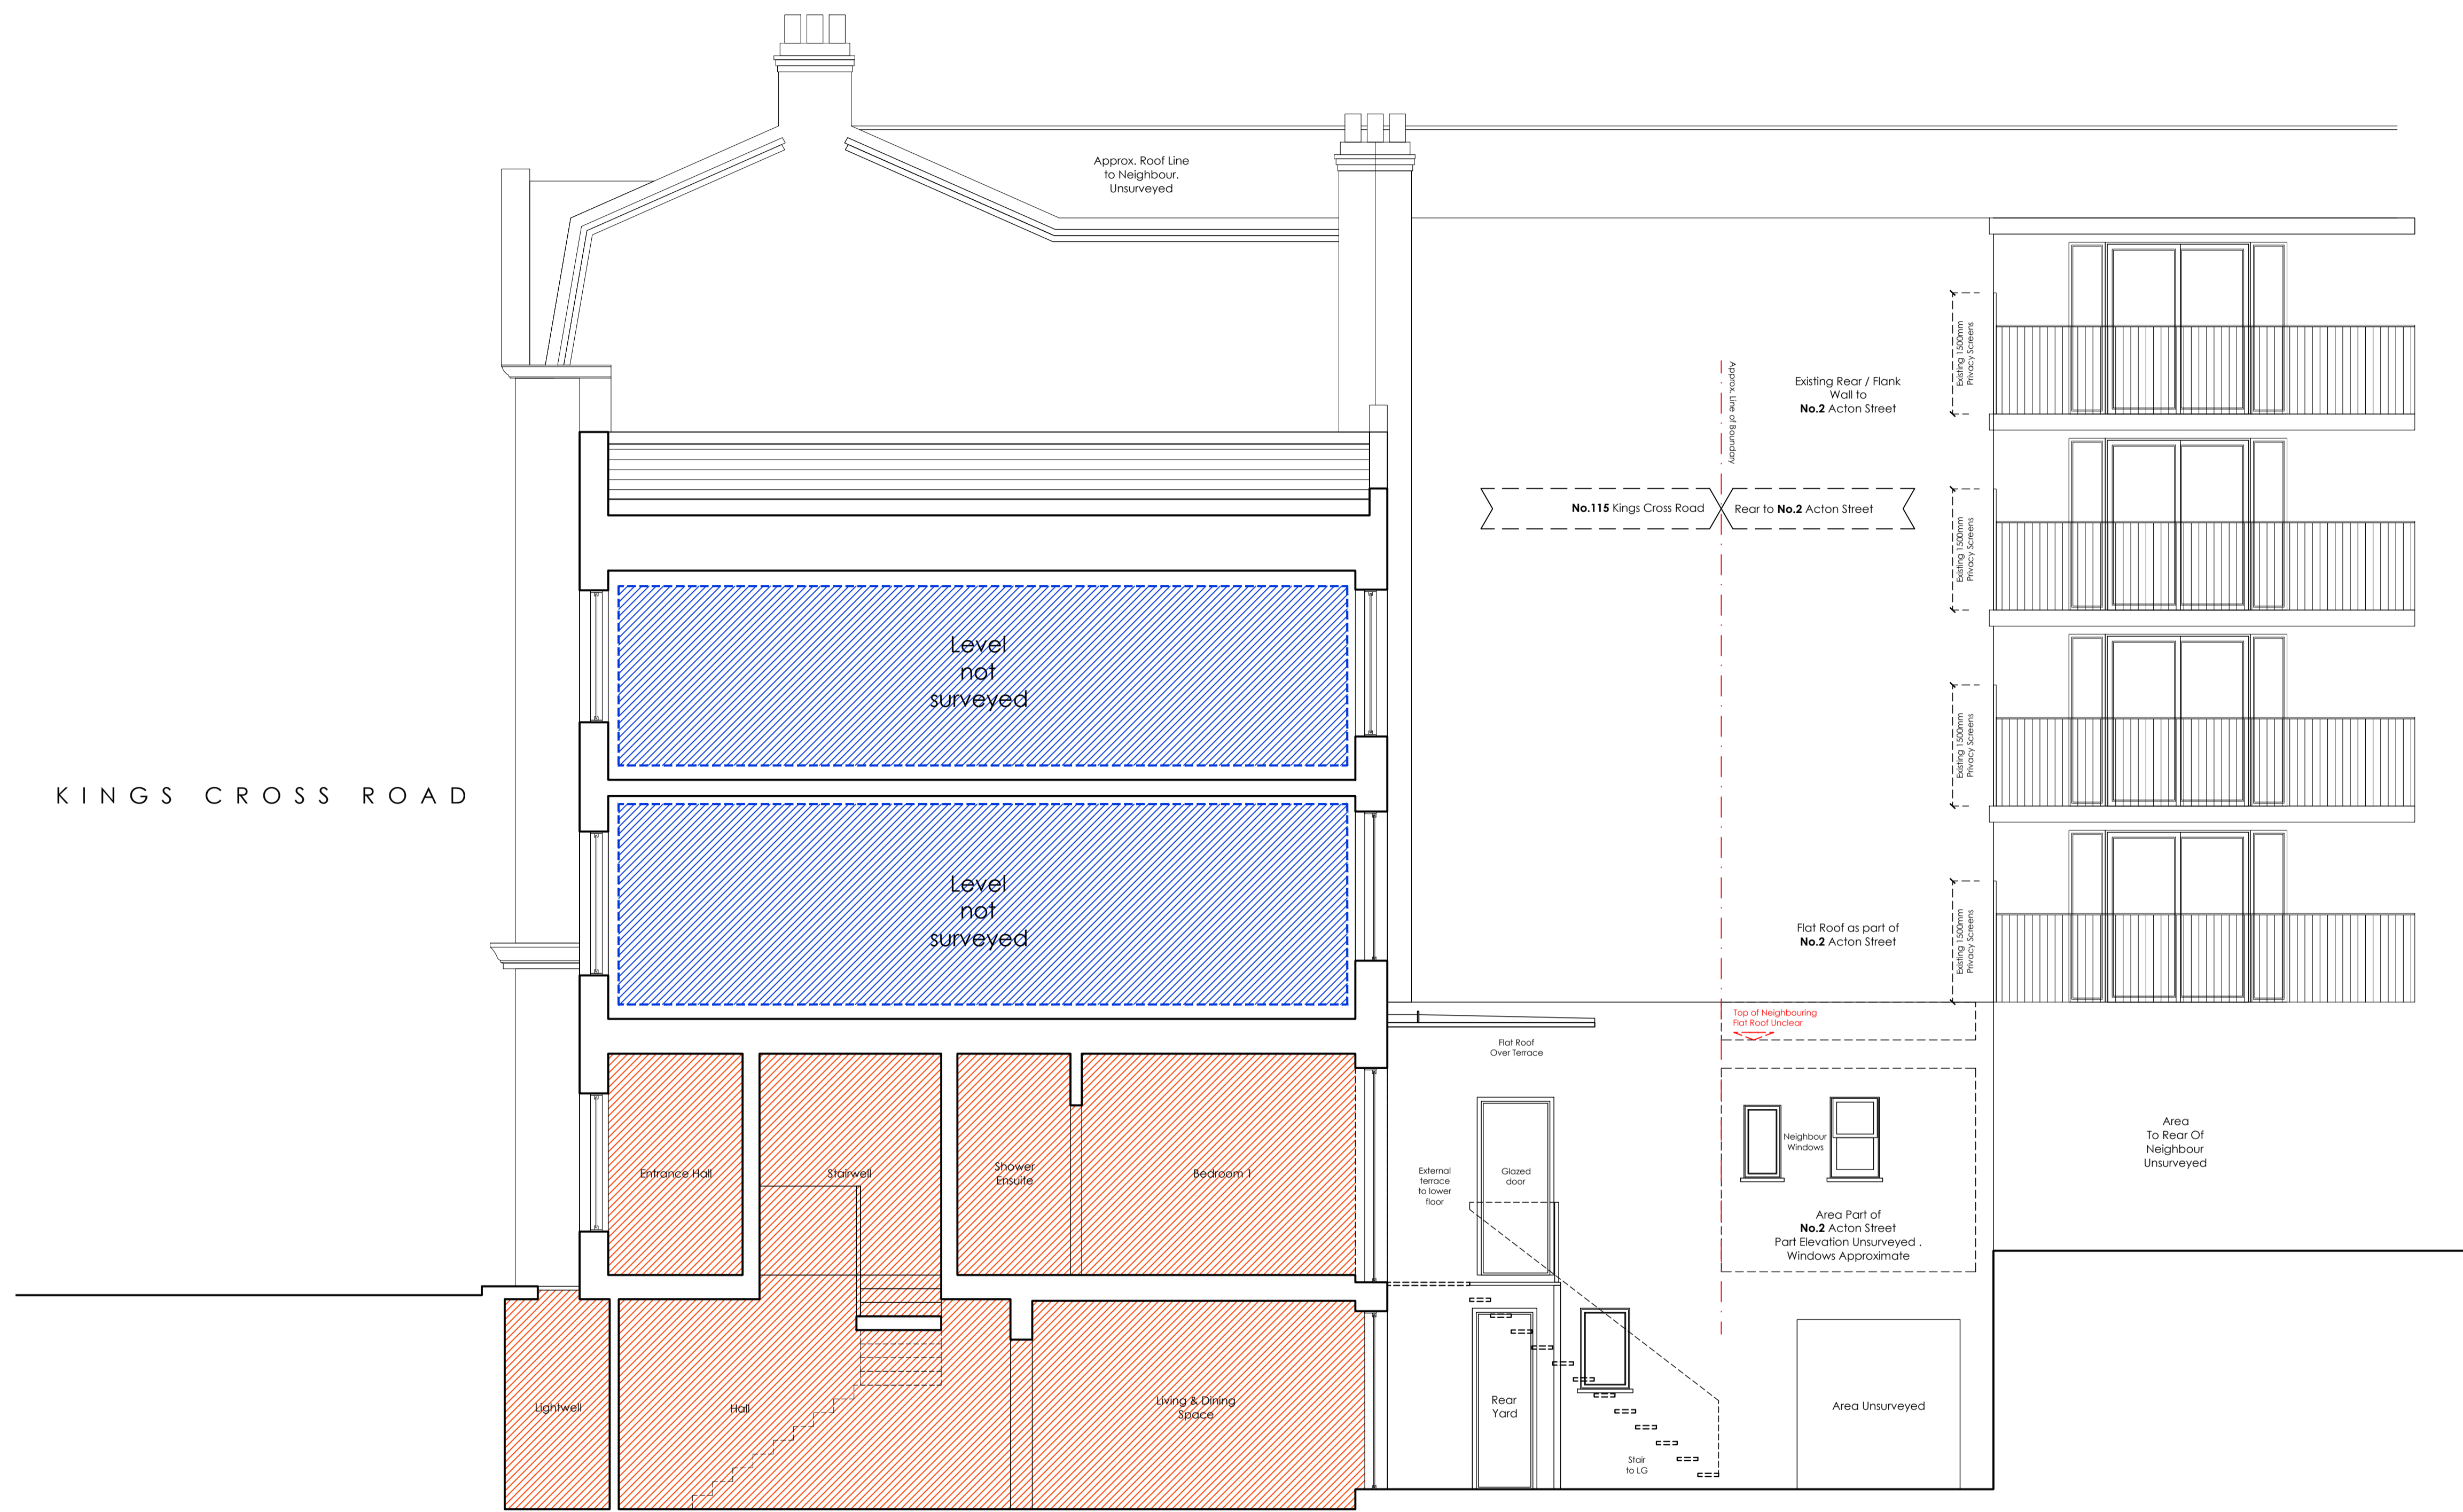 Approx. Roof Line
to Neighbour.
Unsurveyed
Existing 1500mm
Privacy Screens
Approx. Line of Boundary
Existing Rear / Flank
Wall to
No.2 Acton Street
No.115 Kings Cross Road
Rear to No.2 Acton Street
Existing 1500mm
Privacy Screens
Level
not
surveyed
Existing 1500mm
Privacy Screens
KINGS CROSS ROAD
Level
not
surveyed
Flat Roof as part of
No.2 Acton Street
Existing 1500mm
Privacy Screens
Top of Neighbouring
Flat Roof Unclear
Flat Roof
Over Terrace
Area
To Rear Of
Neighbour
Unsurveyed
Neighbour
Windows
Entrance Hall
Stairwell
Shower
Ensuite
Bedroom 1
External
terrace
to lower
floor
Glazed
door
Area Part of
No.2 Acton Street
Part Elevation Unsurveyed .
Windows Approximate
Lightwell
Hall
Living & Dining
Space
Rear
Yard
Area Unsurveyed
Stair
to LG